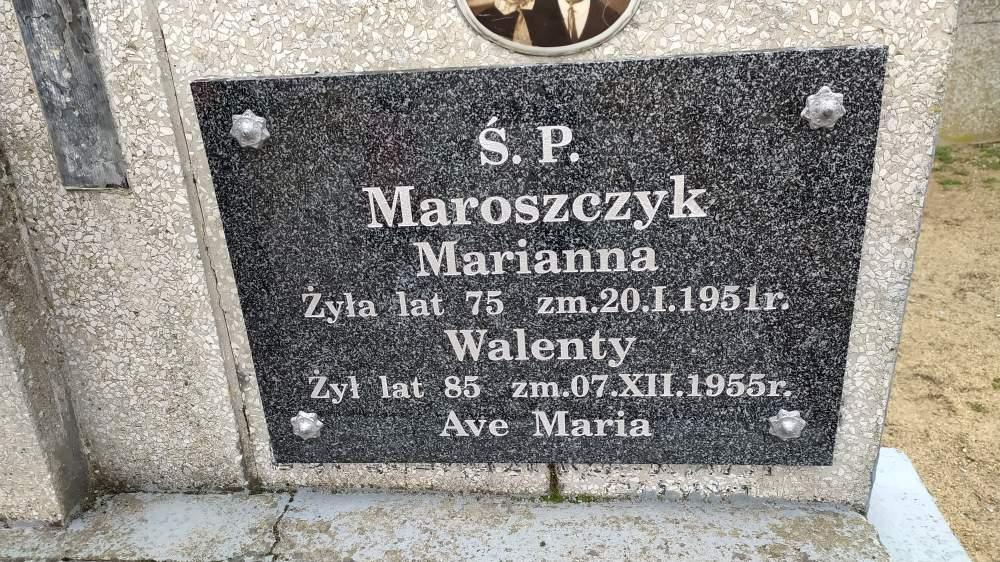 Ś. P.
Maroszczyk
Marianna
Żyła lat 75 zm.20.I.1951r.
Walenty
Żył lat 85 zm.07.XII.1955r.
Ave Maria